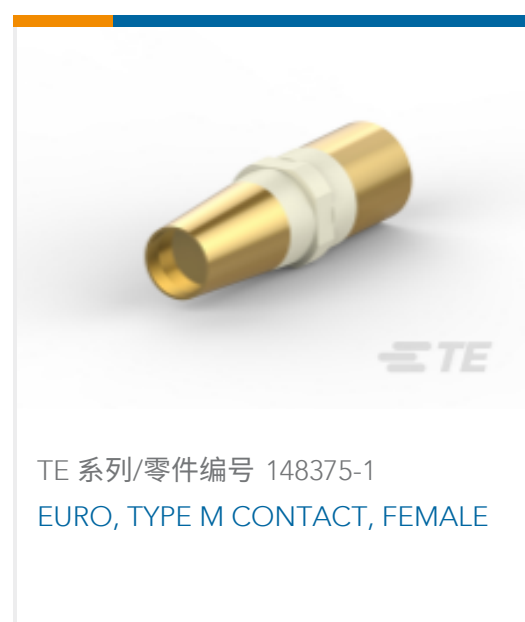 TE
TE 系列/零件编号 148375-1
EURO, TYPE M CONTACT, FEMALE